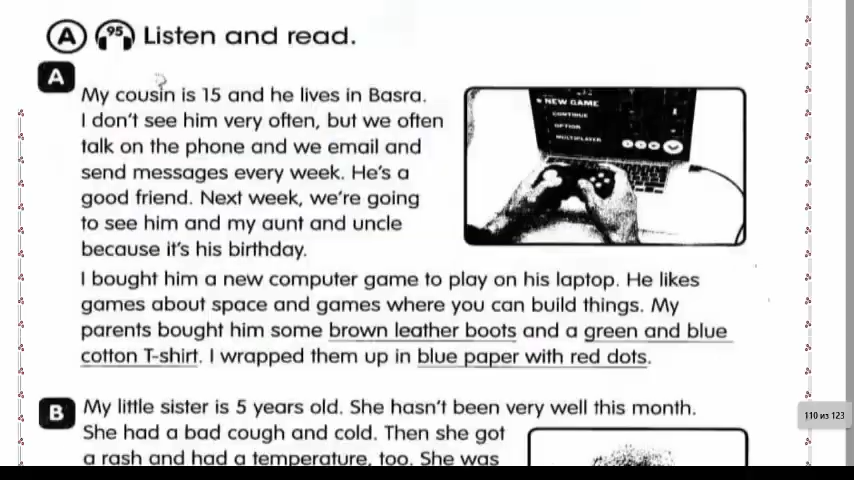 A 95 Listen and read.
A
My cousin is 15 and he lives in Basra.
I don't see him very often, but we often
talk on the phone and we email and
send messages every week. He's a
good friend. Next week, we're going
to see him and my aunt and uncle
because it's his birthday.
NEW GAME
CONTINUE
OPTION
MULTIPLAYER
I bought him a new computer game to play on his laptop. He likes
games about space and games where you can build things. My
parents bought him some brown leather boots and a green and blue
cotton T-shirt. I wrapped them up in blue paper with red dots.
B
My little sister is 5 years old. She hasn't been very well this month.
She had a bad cough and cold. Then she got
a rash and had a temperature, too. She was
110 из 123